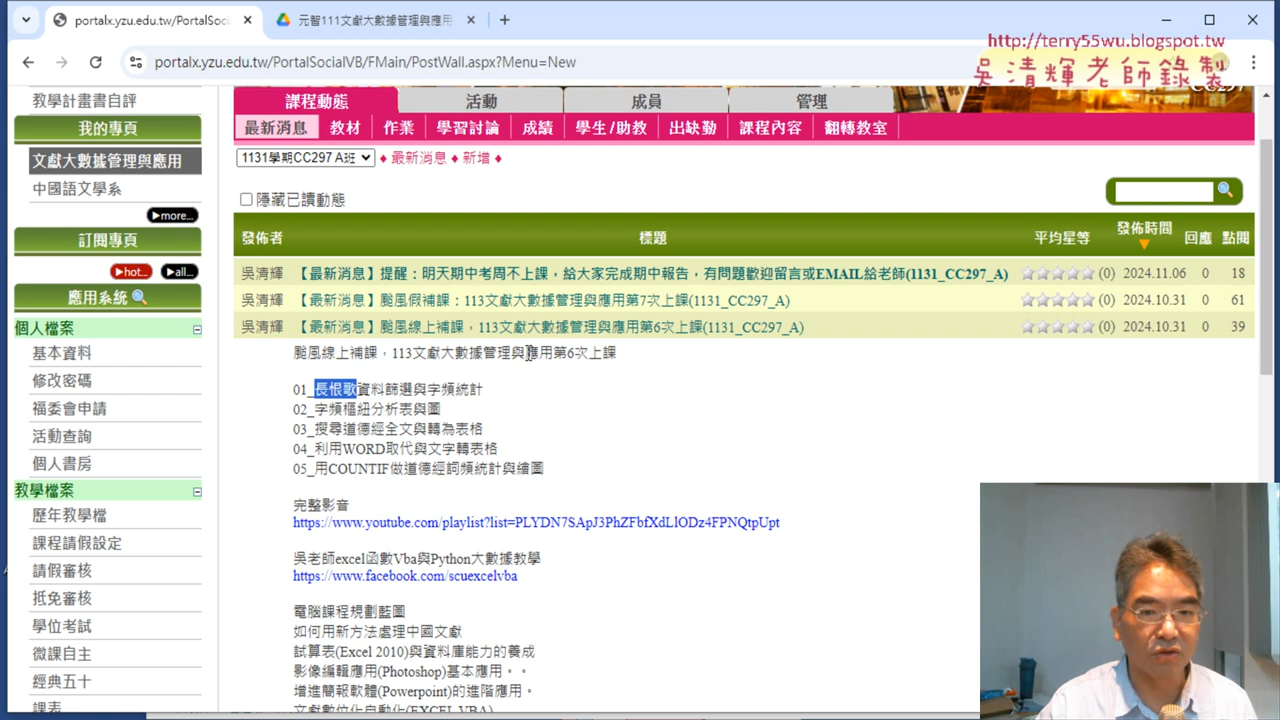 portalx.yzu.edu.tw/PortalSoci
元智111文獻大數據管理與應用
http://terry55wu.blogspot.tw
portalx.yzu.edu.tw/PortalSocialVB/FMain/PostWall.aspx?Menu=New
吳清輝老師錄製
教學計畫書自評
課程動態 活動 成員 管理
CC297
我的專頁
最新消息 教材 作業 學習討論 成績 學生/助教 出缺勤 課程內容 翻轉教室
文獻大數據管理與應用
1131學期CC297 A班 ♦ 最新消息 ♦ 新增 ♦
中國語文學系
隱藏已讀動態
▶more...
訂閱專頁
發佈者 標題 平均星等 發佈時間 ▼ 回應 點閱
▶hot... ▶all...
吳清輝 【最新消息】提醒：明天期中考周不上課，給大家完成期中報告，有問題歡迎留言或EMAIL給老師(1131_CC297_A) (0) 2024.11.06 0 18
應用系統
吳清輝 【最新消息】颱風假補課：113文獻大數據管理與應用第7次上課(1131_CC297_A) (0) 2024.10.31 0 61
個人檔案
吳清輝 【最新消息】颱風線上補課，113文獻大數據管理與應用第6次上課(1131_CC297_A) (0) 2024.10.31 0 39
基本資料
修改密碼
福委會申請
活動查詢
個人書房
教學檔案
歷年教學檔
課程請假設定
請假審核
抵免審核
學位考試
微課自主
經典五十
課表
颱風線上補課，113文獻大數據管理與應用第6次上課
01_長恨歌資料篩選與字頻統計
02_字頻樞紐分析表與圖
03_搜尋道德經全文與轉為表格
04_利用WORD取代與文字轉表格
05_用COUNTIF做道德經詞頻統計與繪圖
完整影音
https://www.youtube.com/playlist?list=PLYDN7SApJ3PhZFbfXdLlODz4FPNQtpUpt
吳老師excel函數Vba與Python大數據教學
https://www.facebook.com/scuexcelvba
電腦課程規劃藍圖
如何用新方法處理中國文獻
試算表(Excel 2010)與資料庫能力的養成
影像編輯應用(Photoshop)基本應用。。
增進簡報軟體(Powerpoint)的進階應用。
文獻數位化自動化(EXCEL VBA)